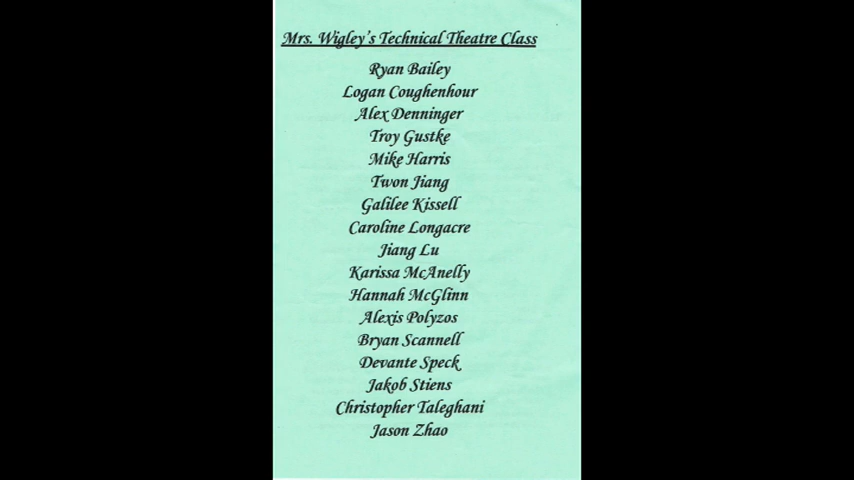 Mrs. Wigley's Technical Theatre Class
Ryan Bailey
Logan Coughenhour
Alex Denninger
Troy Gustke
Mike Harris
Twon Jiang
Galilee Kissell
Caroline Longacre
Jiang Lu
Karissa McAnelly
Hannah McGlinn
Alexis Polyzos
Bryan Scannell
Devante Speck
Jakob Stiens
Christopher Taleghani
Jason Zhao